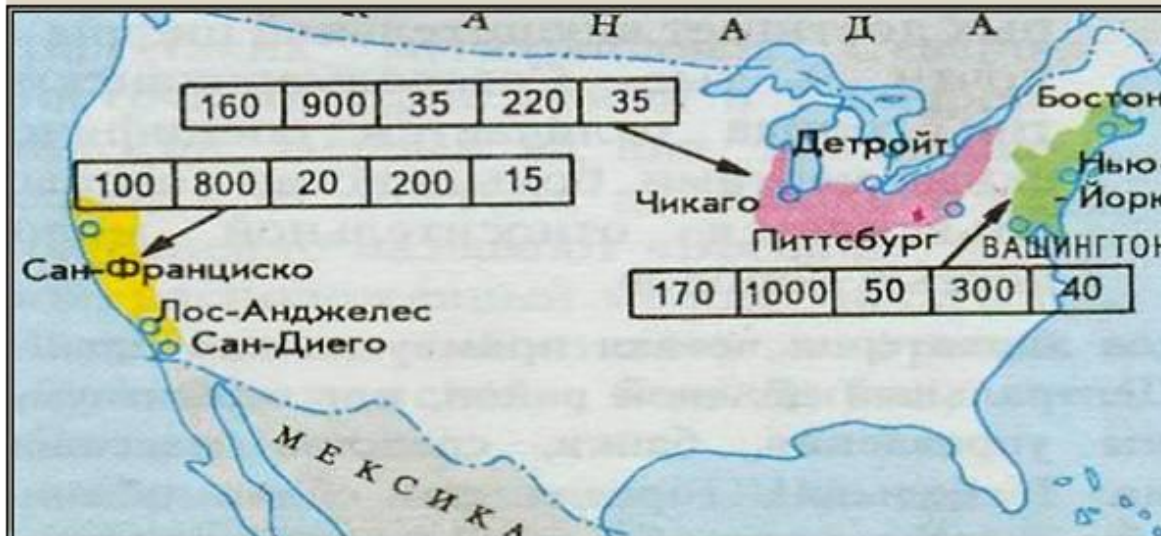 КАНАДА
160 900 35 220 35
Бостон
Детройт
100 800 20 200 15
Нью-
Чикаго
- Йорк
Питтсбург
ВАШИНГТОН
Сан-Франциско
170 1000 50 300 40
Лос-Анджелес
Сан-Диего
МЕКСИКА